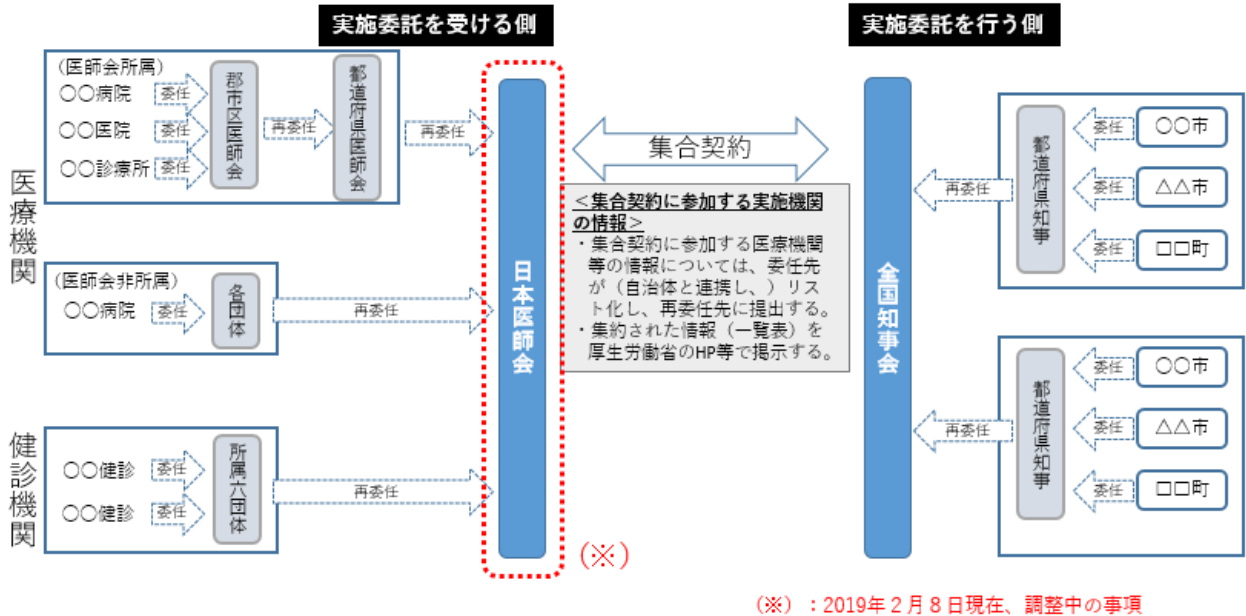 実施委託を受ける側
実施委託を行う側
医療機関
(医師会所属)
〇〇病院
委任
〇〇医院
委任
〇〇診療所
委任
郡市区医師会
再委任
都道府県医師会
再委任
(医師会非所属)
〇〇病院
委任
各団体
再委任
健診機関
〇〇健診
委任
〇〇健診
委任
所属六団体
再委任
日本医師会
(※)
集合契約
<集合契約に参加する実施機関
の情報>
・集合契約に参加する医療機関
等の情報については、委任先
が(自治体と連携し、)リス
ト化し、再委任先に提出する。
・集約された情報(一覧表)を
厚生労働省のHP等で掲示する。
全国知事会
再委任
都道府県知事
委任
〇〇市
委任
△△市
委任
□□町
再委任
都道府県知事
委任
〇〇市
委任
△△市
委任
□□町
(※):2019年2月8日現在、調整中の事項